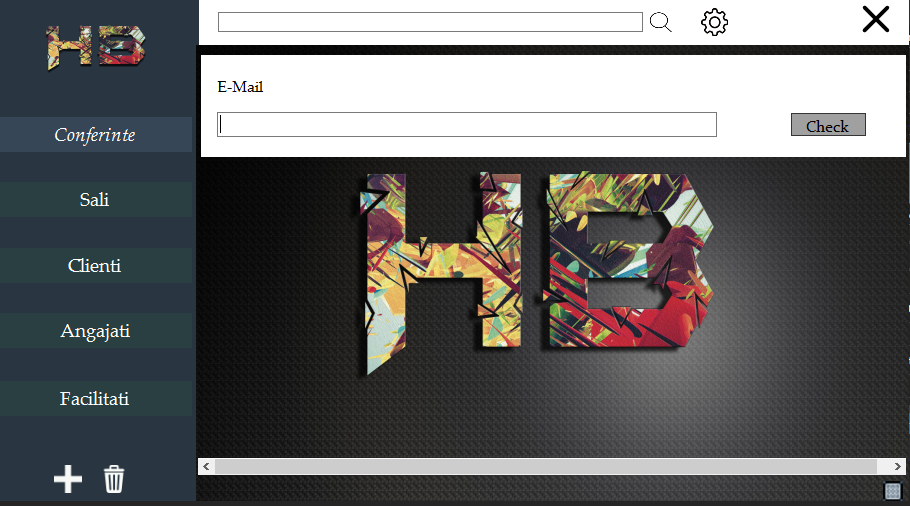 HB
Conferinte
Sali
Clienti
Angajati
Facilitati
E-Mail
Check
HB